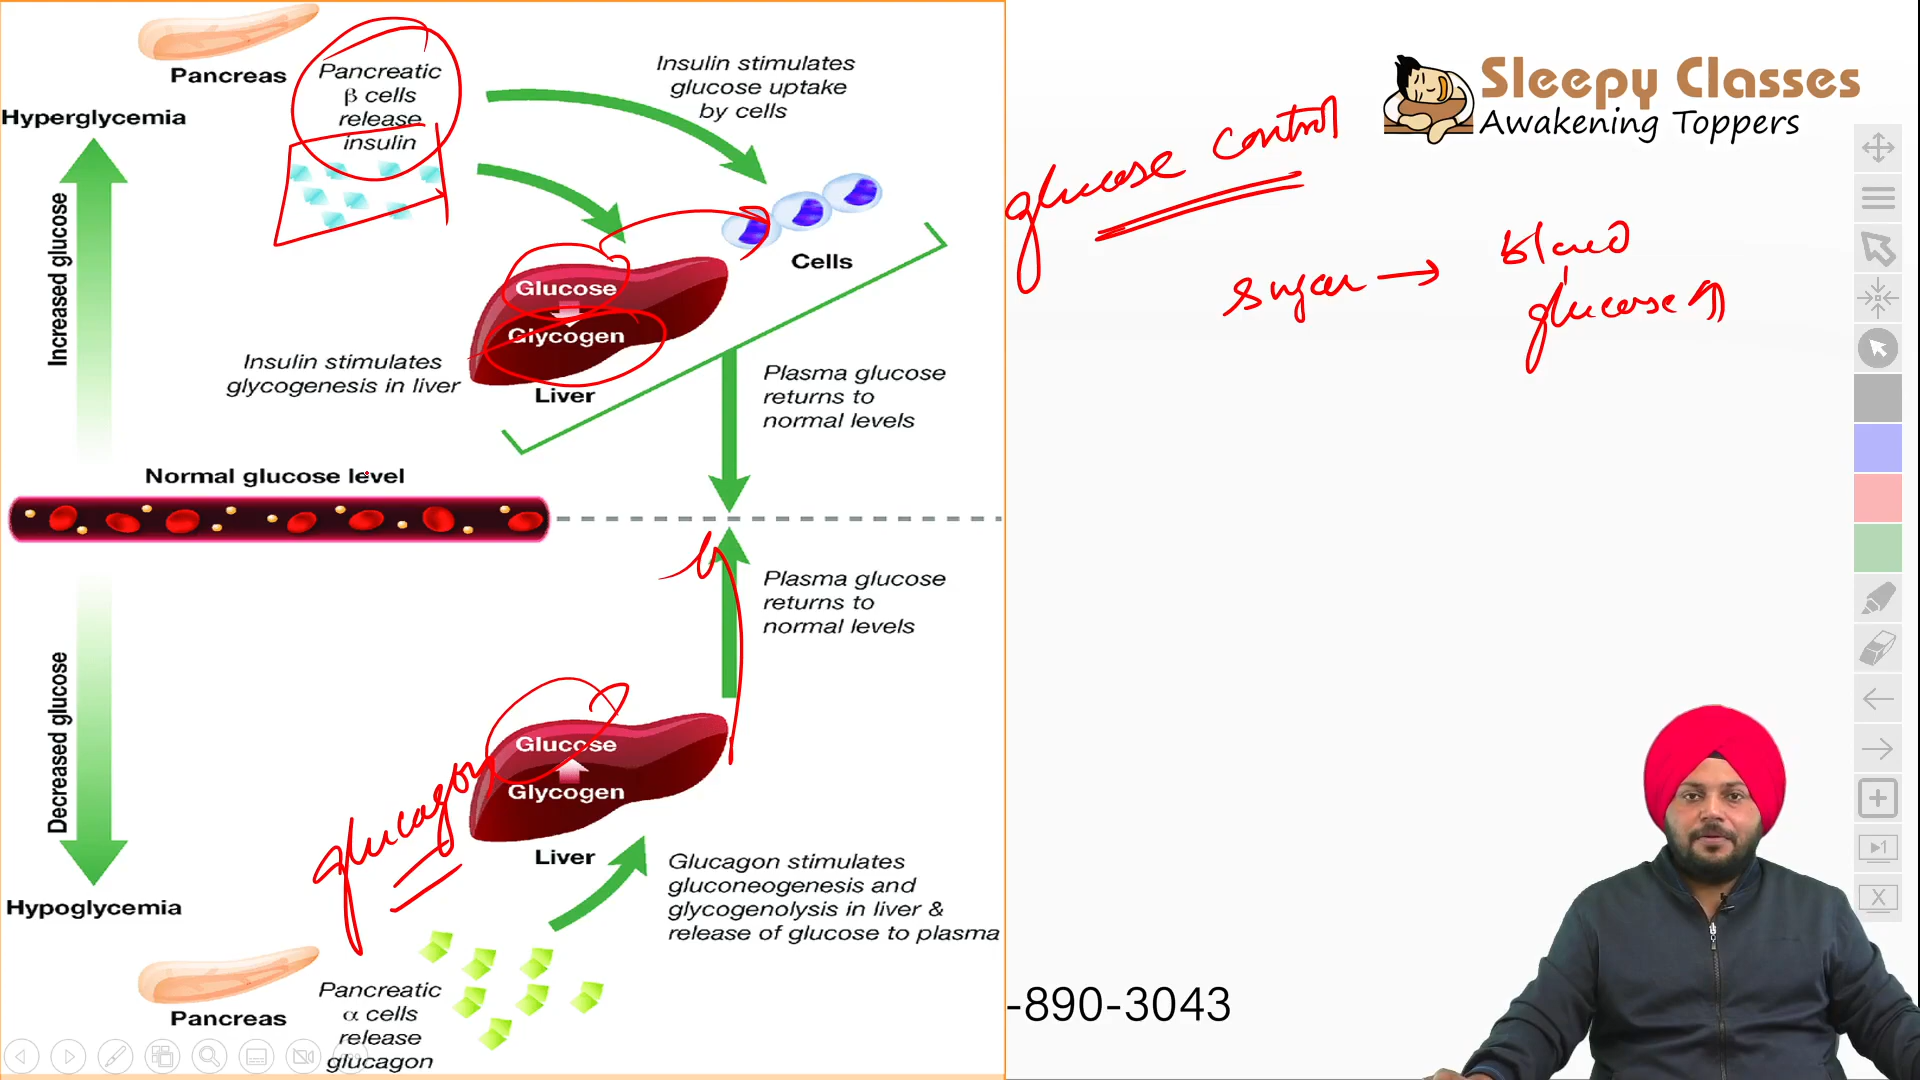 Pancreas
Pancreatic
β cells
release
insulin
Insulin stimulates
glucose uptake
by cells
Hyperglycemia
Increased glucose
Cells
Glucose
Glycogen
Liver
Insulin stimulates
glycogenesis in liver
Plasma glucose
returns to
normal levels
Normal glucose level
Plasma glucose
returns to
normal levels
Decreased glucose
Glucose
Glycogen
Liver
glucagon
Glucagon stimulates
gluconeogenesis and
glycogenolysis in liver &
release of glucose to plasma
Hypoglycemia
Pancreas
Pancreatic
α cells
release
glucagon
Sleepy Classes
Awakening Toppers
glucose control
sugar → blood
glucose ↑
-890-3043